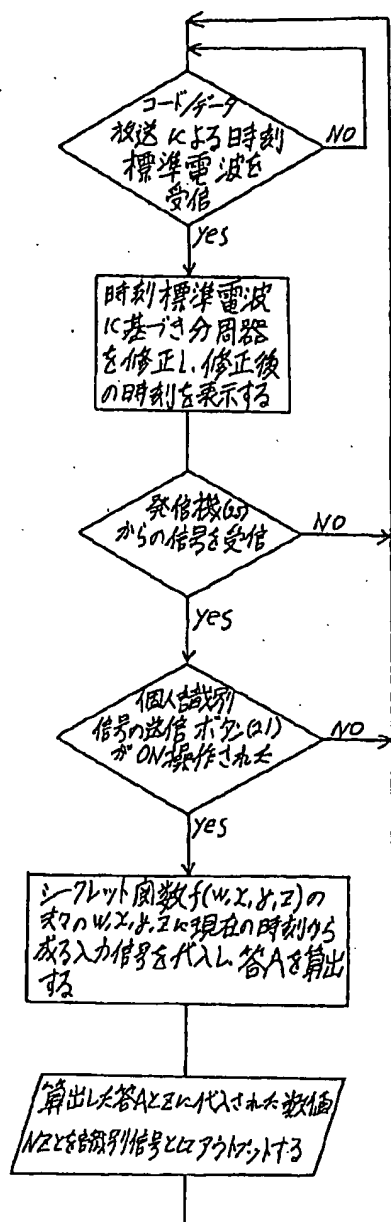 コード/データ
放送による時刻
標準電波を
受信
NO
yes
時刻標準電波
に基づき分周器
を修正し、修正後
の時刻を表示する
発信機(65)
からの信号を受信
NO
yes
個人識別
信号の送信ボタン(21)
がON操作された
NO
yes
シークレット関数f(w,x,y,z)の
夫々のw,x,y,zに現在の時刻から
成る入力信号を代入し、答Aを算出
する
算出した答AとZに代入された数値
NZとを識別信号としてアウトプットする